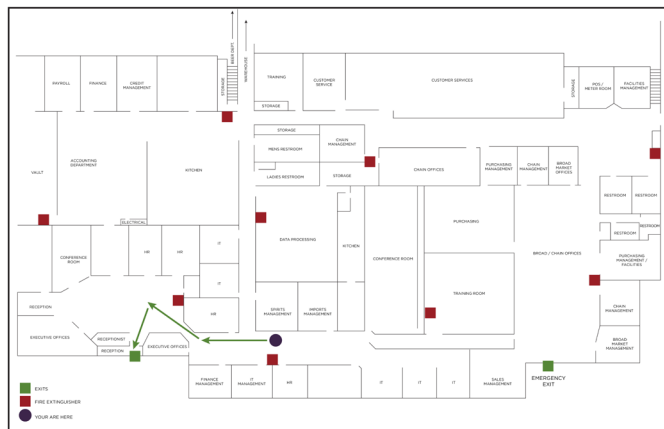 BEER DEPT.
WAREHOUSE
PAYROLL
FINANCE
CREDIT
MANAGEMENT
STORAGE
TRAINING
CUSTOMER
SERVICE
CUSTOMER SERVICES
STORAGE
POS /
METER ROOM
FACILITIES
MANAGEMENT
STORAGE
STORAGE
MENS RESTROOM
CHAIN
MANAGEMENT
VAULT
ACCOUNTING
DEPARTMENT
KITCHEN
LADIES RESTROOM
STORAGE
CHAIN OFFICES
PURCHASING
MANAGEMENT
CHAIN
MANAGEMENT
BROAD
MARKET
OFFICES
RESTROOM
RESTROOM
ELECTRICAL
PURCHASING
RESTROOM
RESTROOM
CONFERENCE
ROOM
HR
HR
IT
DATA PROCESSING
KITCHEN
CONFERENCE ROOM
BROAD / CHAIN OFFICES
PURCHASING
MANAGEMENT
/ FACILITIES
IT
TRAINING ROOM
RECEPTION
HR
SPIRITS
MANAGEMENT
IMPORTS
MANAGEMENT
CHAIN
MANAGEMENT
EXECUTIVE OFFICES
RECEPTIONIST
RECEPTION
EXECUTIVE OFFICES
BROAD
MARKET
MANAGEMENT
FINANCE
MANAGEMENT
IT
MANAGEMENT
HR
IT
IT
IT
SALES
MANAGEMENT
EMERGENCY
EXIT
EXITS
FIRE EXTINGUISHER
YOUR ARE HERE